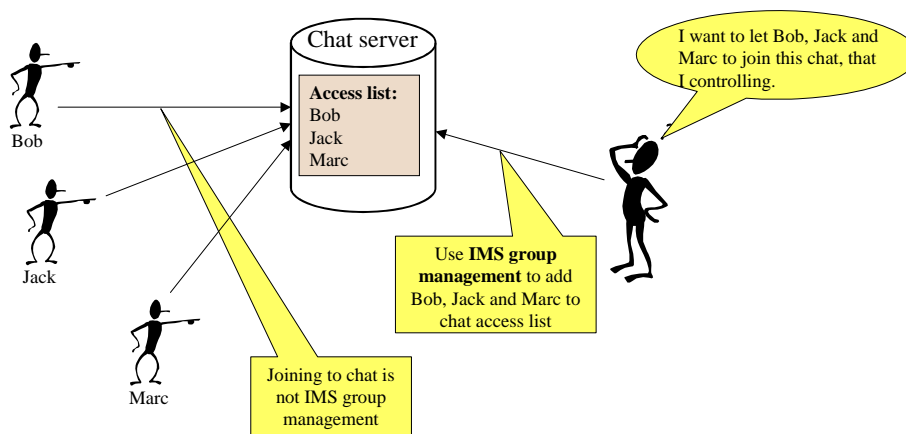 Chat server
Access list:
Bob
Jack
Marc
I want to let Bob, Jack and
Marc to join this chat, that
I controlling.
Bob
Jack
Marc
Use IMS group
management to add
Bob, Jack and Marc to
chat access list
Joining to chat is
not IMS group
management